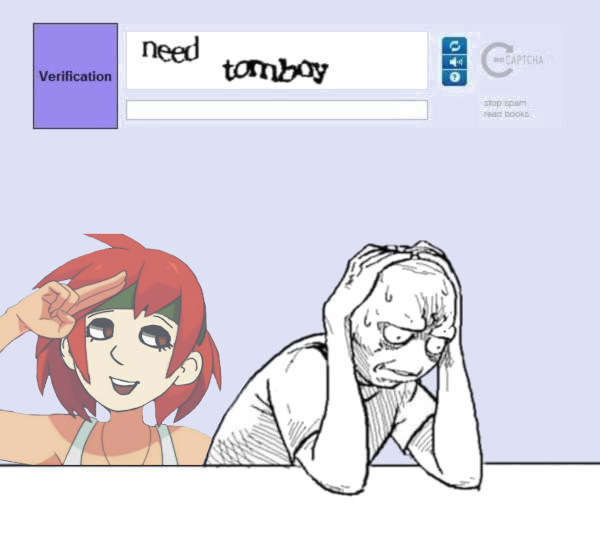 Verification
need
tomboy
reCAPTCHA
stop spam.
read books.